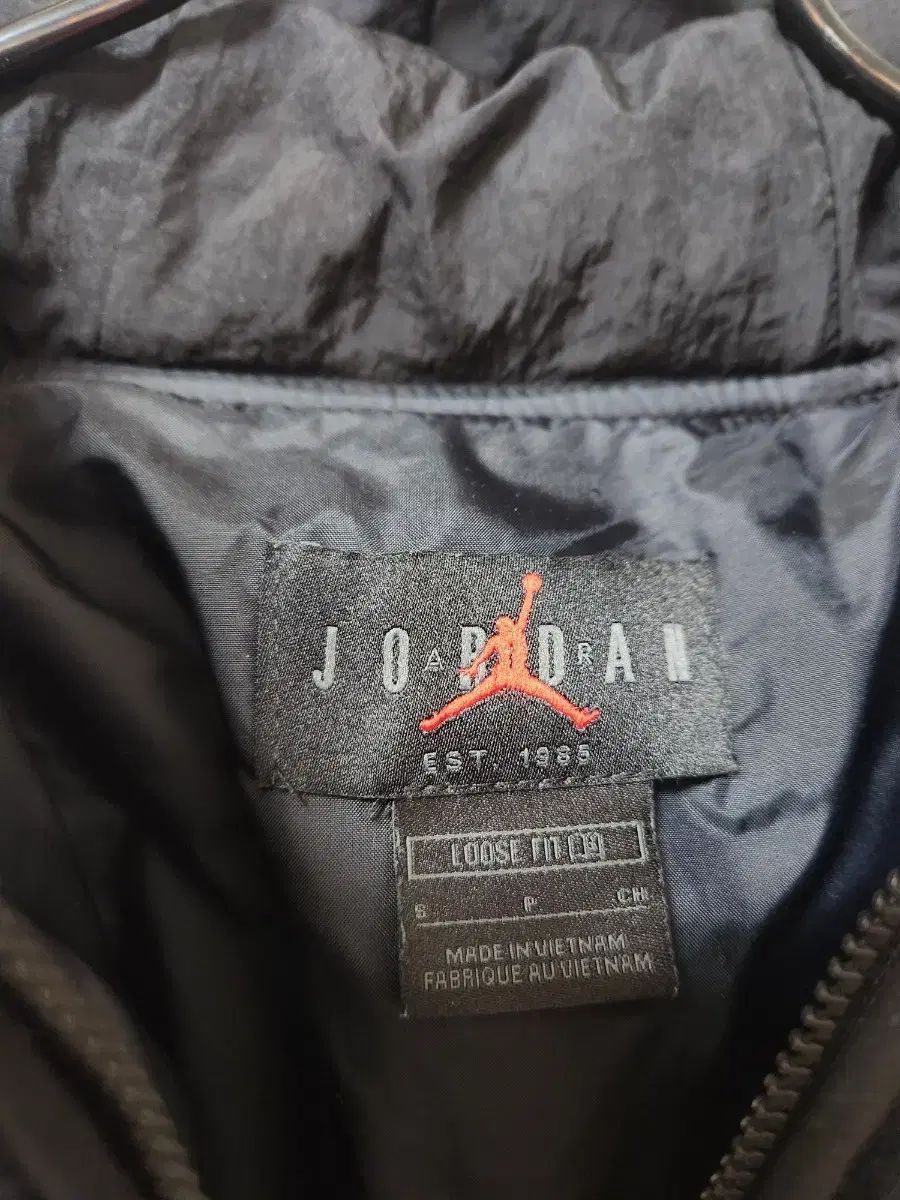 JORDAN
AIR
EST. 1985
LOOSE FIT
S P CH
MADE IN VIETNAM
FABRIQUE AU VIETNAM